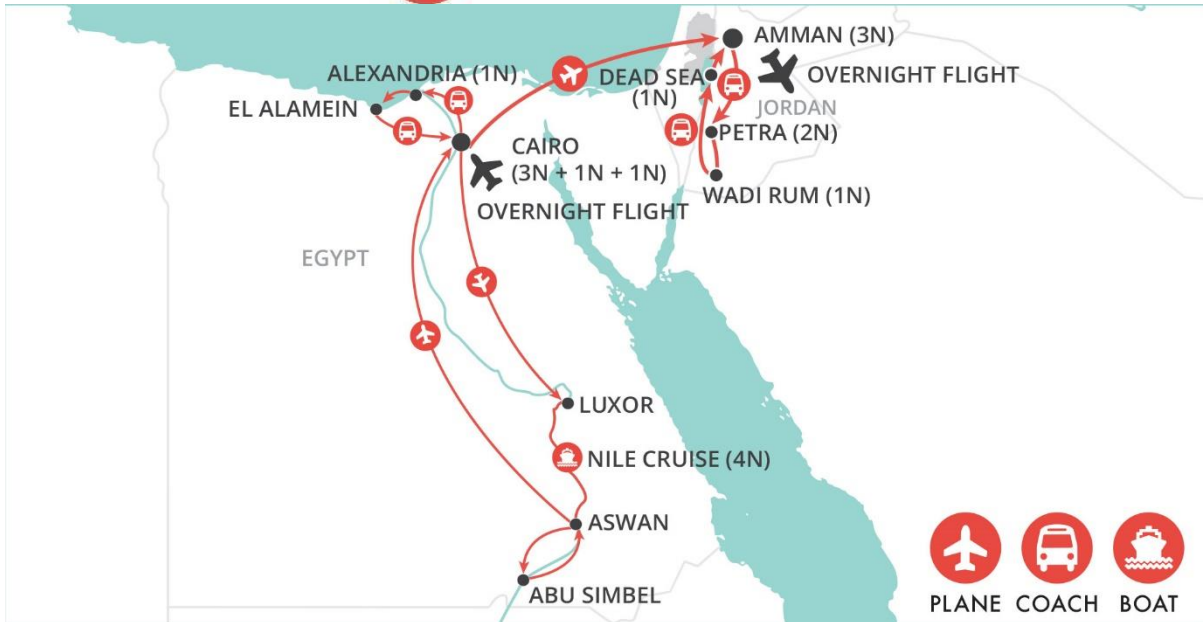 AMMAN (3N)
OVERNIGHT FLIGHT
ALEXANDRIA (1N)
DEAD SEA
(1N)
EL ALAMEIN
JORDAN
PETRA (2N)
CAIRO
(3N + 1N + 1N)
WADI RUM (1N)
OVERNIGHT FLIGHT
EGYPT
LUXOR
NILE CRUISE (4N)
ASWAN
ABU SIMBEL
PLANE COACH BOAT